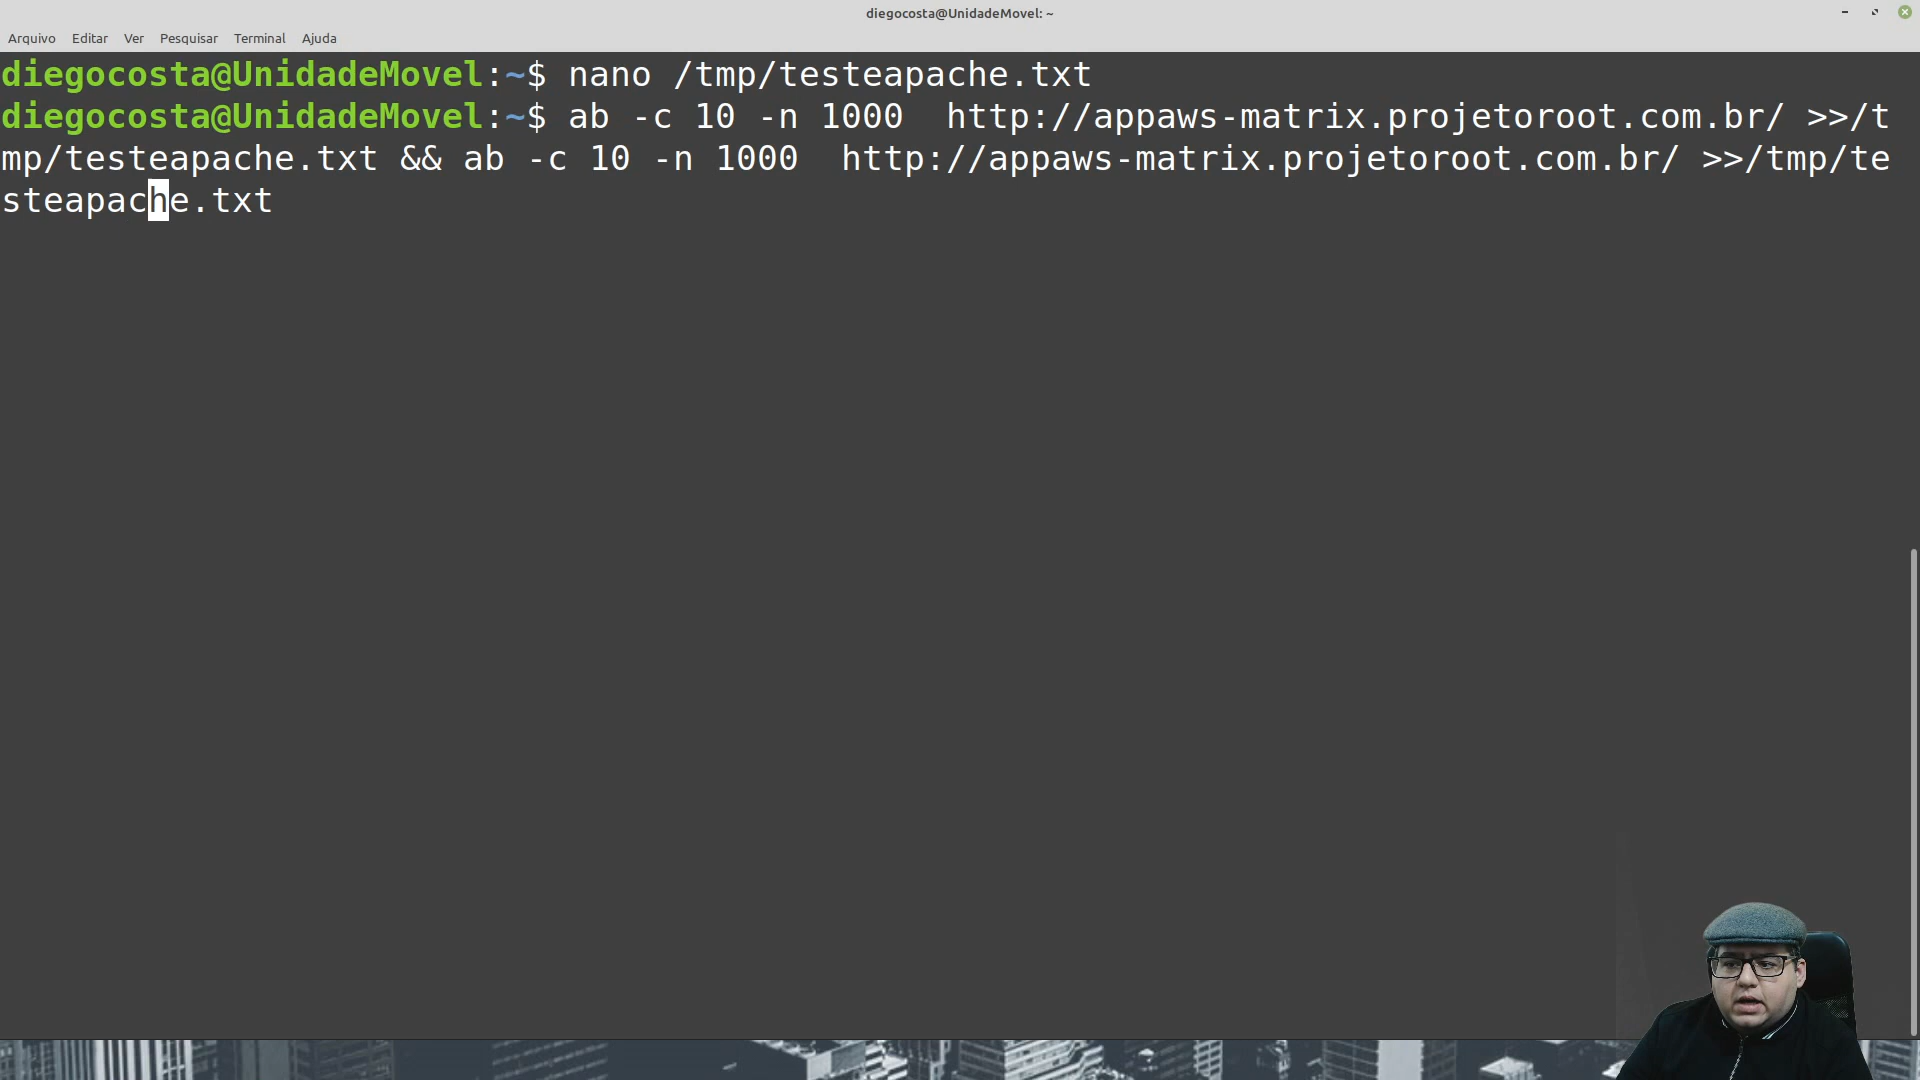 diegocosta@UnidadeMovel: ~
Arquivo Editar Ver Pesquisar Terminal Ajuda
diegocosta@UnidadeMovel:~$ nano /tmp/testeapache.txt
diegocosta@UnidadeMovel:~$ ab -c 10 -n 1000  http://appaws-matrix.projetoroot.com.br/ >>/t
mp/testeapache.txt && ab -c 10 -n 1000  http://appaws-matrix.projetoroot.com.br/ >>/tmp/te
steapache.txt